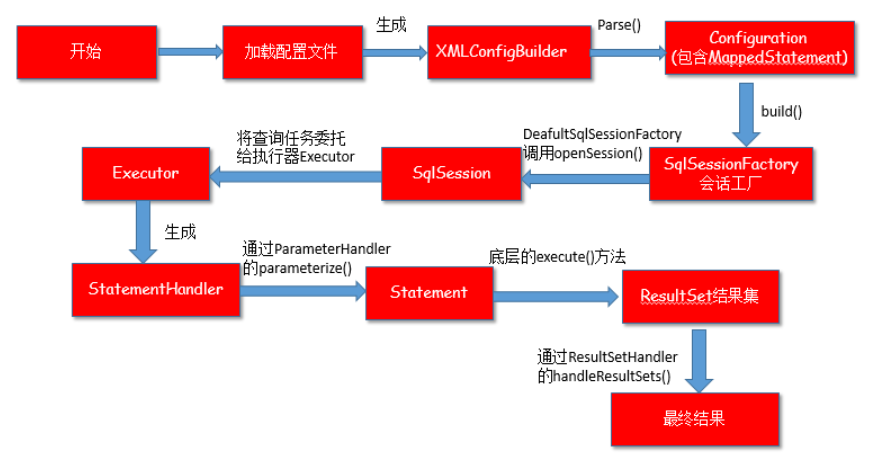 开始
加载配置文件
生成
XMLConfigBuilder
Parse()
Configuration
(包含MappedStatement)
build()
DeafultSqlSessionFactory
调用openSession()
SqlSessionFactory
会话工厂
SqlSession
将查询任务委托
给执行器Executor
Executor
生成
StatementHandler
通过ParameterHandler
的parameterize()
Statement
底层的execute()方法
ResultSet结果集
通过ResultSetHandler
的handleResultSets()
最终结果